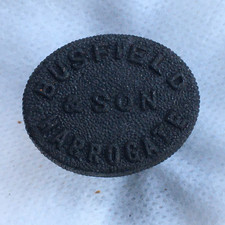 BUSFIELD
& SON
HARROGATE